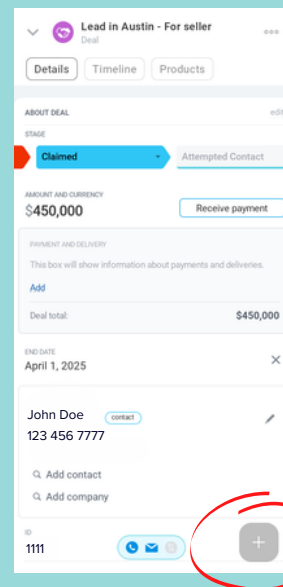 Lead in Austin - For seller
Deal
Details Timeline Products
ABOUT DEAL edit
STAGE
Claimed Attempted Contact
AMOUNT AND CURRENCY
$450,000 Receive payment
PAYMENT AND DELIVERY
This box will show information about payments and deliveries.
Add
Deal total: $450,000
END DATE
April 1, 2025
John Doe contact
123 456 7777
Add contact
Add company
ID
1111